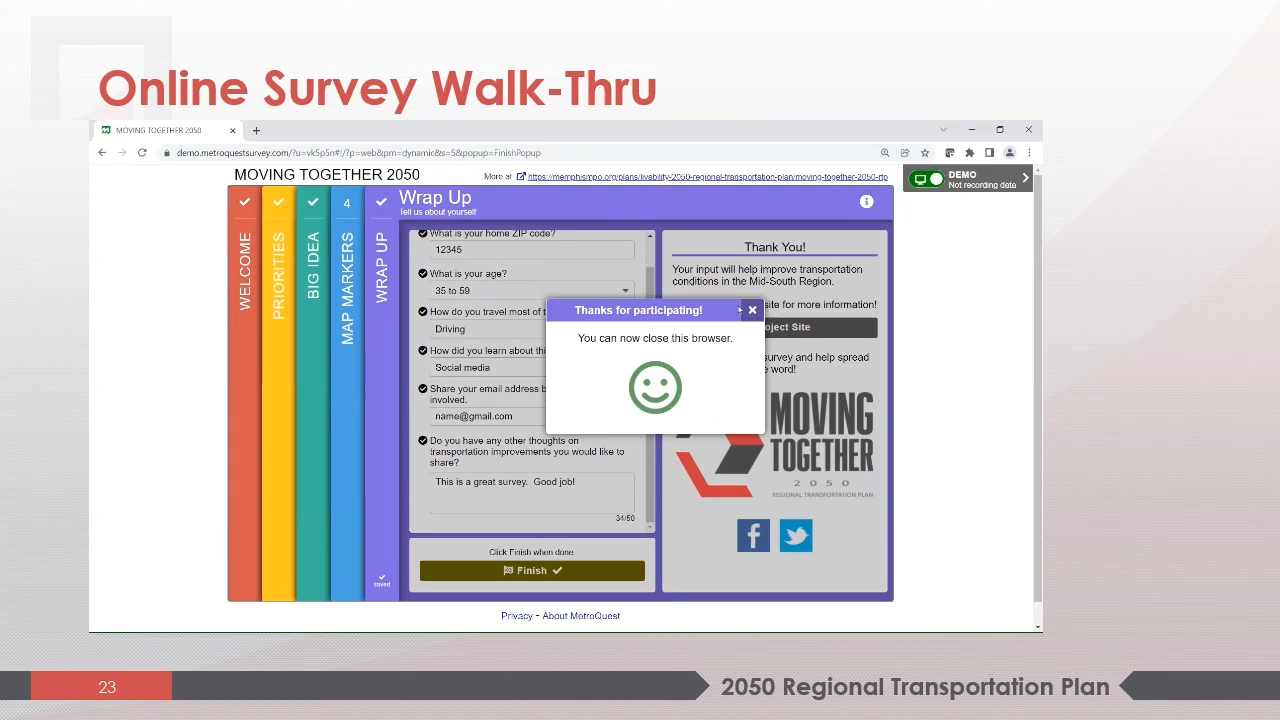 Online Survey Walk-Thru
MOVING TOGETHER 2050
demo.metroquestsurvey.com/?u=vk5p5n#!/?p=web&pm=dynamic&s=5&popup=FinishPopup
MOVING TOGETHER 2050
More at
https://memphismpo.org/plans/livability-2050-regional-transportation-plan/moving-together-2050-rtp
DEMO
Not recording data
WELCOME
PRIORITIES
BIG IDEA
4
MAP MARKERS
WRAP UP
saved
Wrap Up
Tell us about yourself
What is your home ZIP code?
12345
What is your age?
35 to 59
How do you travel most of t
Driving
How did you learn about thi
Social media
Share your email address b
involved.
name@gmail.com
Do you have any other thoughts on
transportation improvements you would like to
share?
This is a great survey. Good job!
34/50
Click Finish when done.
Finish
Thanks for participating!
You can now close this browser.
Thank You!
Your input will help improve transportation
conditions in the Mid-South Region.
site for more information!
oject Site
survey and help spread
e word!
MOVING
TOGETHER
2050
REGIONAL TRANSPORTATION PLAN
Privacy - About MetroQuest
23
2050 Regional Transportation Plan